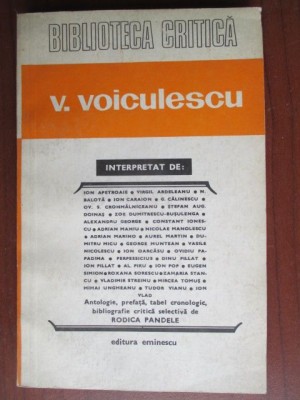 BIBLIOTECA CRITICĂ
v. voiculescu
INTERPRETAT DE:
ION APETROAIE • VIRGIL ARDELEANU • N.
BALOTĂ • ION CARAION • G. CĂLINESCU •
OV. S. CROHMĂLNICEANU • ȘTEFAN AUG.
DOINAȘ • ZOE DUMITRESCU-BUȘULENGA •
ALEXANDRU GEORGE • CONSTANT IONES-
CU • ADRIAN MANIU • NICOLAE MANOLESCU
• ADRIAN MARINO • AUREL MARTIN • DU-
MITRU MICU • GEORGE MUNTEAN • VASILE
NICOLESCU • ION OARCĂSU • OVIDIU PA-
PADIMA • PERPESSICIUS • DINU PILLAT •
ION PILLAT • AL. PIRU • ION POP • EUGEN
SIMION • ROXANA SORESCU • ZAHARIA STAN-
CU • VLADIMIR STREINU • MIRCEA TOMUȘ •
MIHAI UNGHEANU • TUDOR VIANU • ION
VLAD
Antologie, prefață, tabel cronologic,
bibliografie critică selectivă de
RODICA PANDELE
editura eminescu